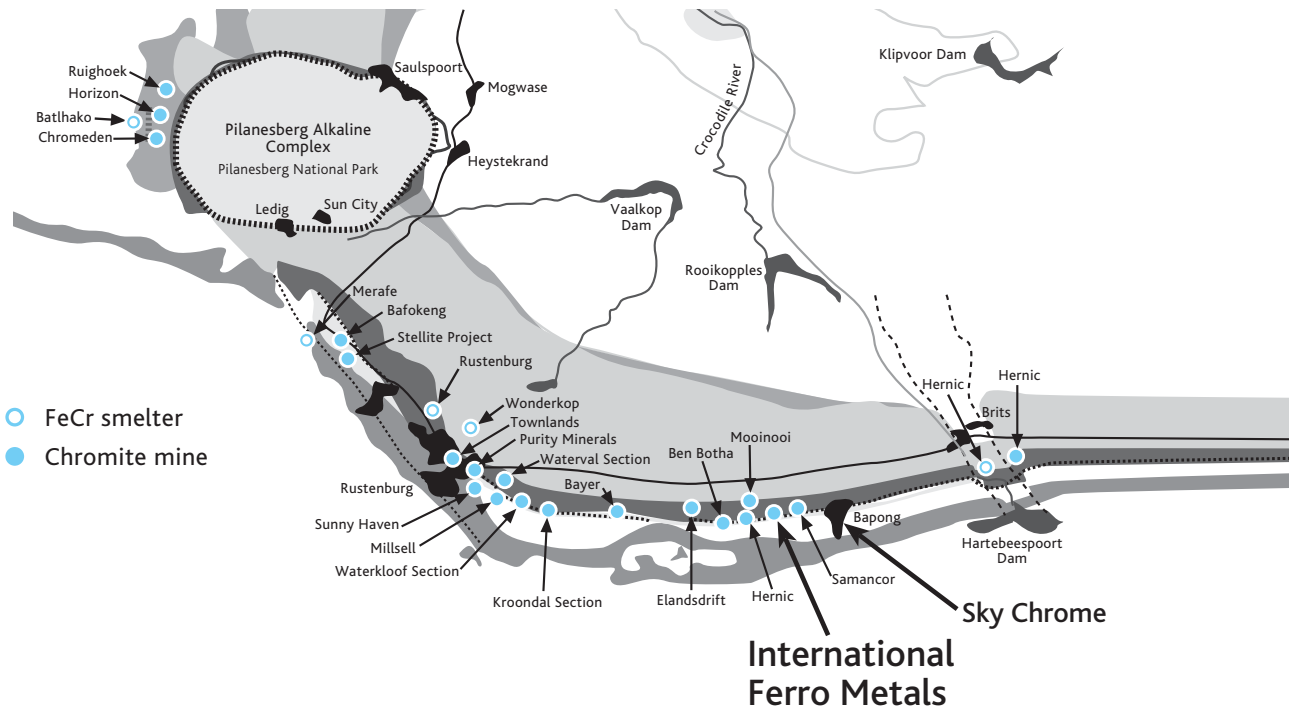 Ruighoek
Horizon
Batlhako
Chromeden
Saulspoort
Mogwase
Pilanesberg Alkaline
Complex
Pilanesberg National Park
Heystekrand
Ledig
Sun City
Klipvoor Dam
Crocodile River
Vaalkop
Dam
Rooikopples
Dam
Merafe
Bafokeng
Stellite Project
Rustenburg
Wonderkop
Townlands
Purity Minerals
Waterval Section
Bayer
Ben Botha
Mooinooi
Hernic
Hernic
Brits
FeCr smelter
Chromite mine
Rustenburg
Sunny Haven
Millsell
Waterkloof Section
Kroondal Section
Elandsdrift
Hernic
Samancor
Bapong
Hartebeespoort
Dam
Sky Chrome
International
Ferro Metals